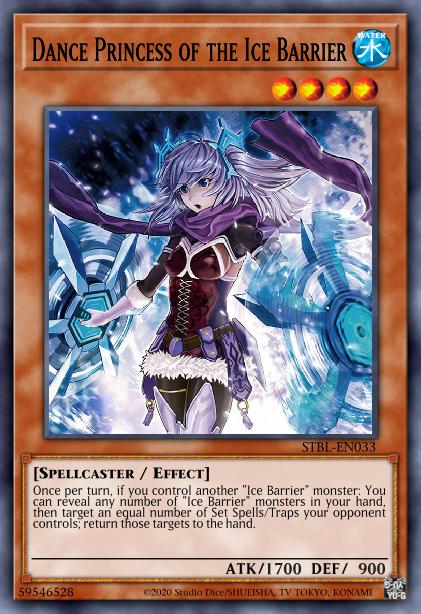 DANCE PRINCESS OF THE ICE BARRIER
WATER
水
STBL-EN033
[SPELLCASTER / EFFECT]
Once per turn, if you control another "Ice Barrier" monster: You
can reveal any number of "Ice Barrier" monsters in your hand,
then target an equal number of Set Spells/Traps your opponent
controls; return those targets to the hand.
ATK/1700 DEF/ 900
59546528
©2020 Studio Dice/SHUEISHA, TV TOKYO, KONAMI